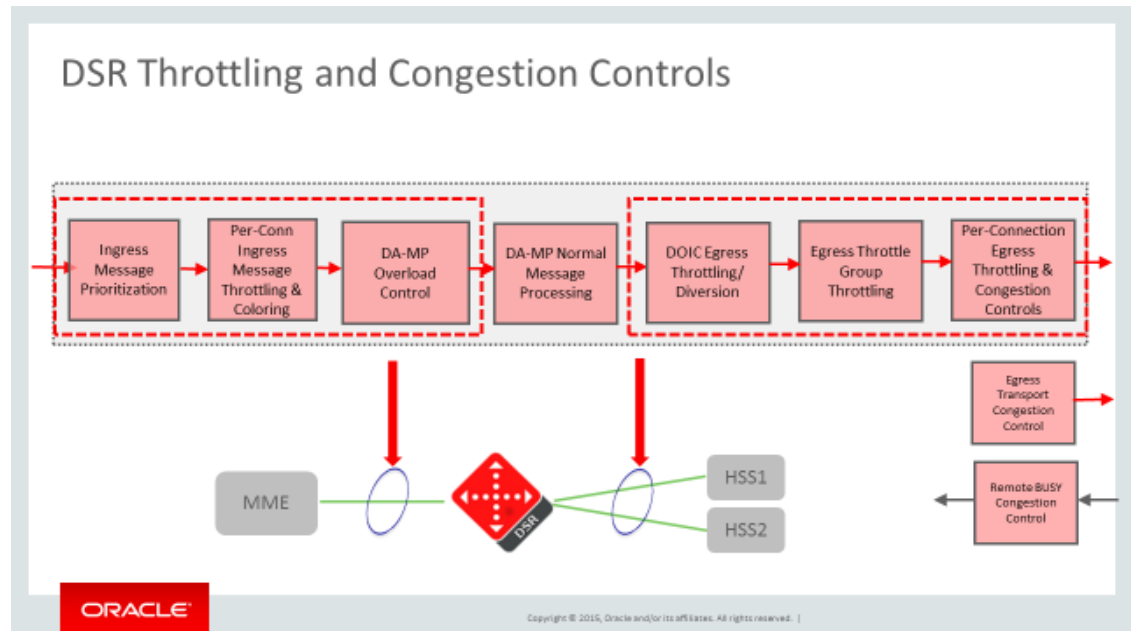 DSR Throttling and Congestion Controls
Ingress
Message
Prioritization
Per-Conn
Ingress
Message
Throttling &
Coloring
DA-MP
Overload
Control
DA-MP Normal
Message
Processing
DOIC Egress
Throttling/
Diversion
Egress Throttle
Group
Throttling
Per-Connection
Egress
Throttling &
Congestion
Controls
Egress
Transport
Congestion
Control
MME
DSR
HSS1
HSS2
Remote BUSY
Congestion
Control
ORACLE
Copyright © 2015, Oracle and/or its affiliates. All rights reserved. |